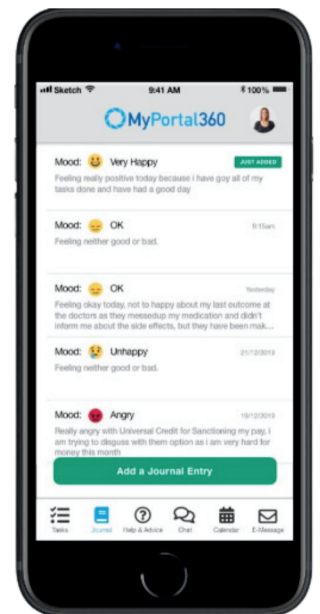 Sketch 9:41 AM 100%
MyPortal360
Mood: Very Happy JUST ADDED
Feeling really positive today because i have goy all of my
tasks done and have had a good day
Mood: OK 9:15am
Feeling neither good or bad.
Mood: OK Yesterday
Feeling okay today, not to happy about my last outcome at
the doctors as they messedup my medication and didn't
inform me about the side effects, but they have been mak...
Mood: Unhappy 21/12/2019
Feeling neither good or bad.
Mood: Angry 19/12/2019
Really angry with Universal Credit for Sanctioning my pay, i
am trying to disguss with them option as i am very hard for
money this month
Add a Journal Entry
Tasks Journal Help & Advice Chat Calendar E-Message